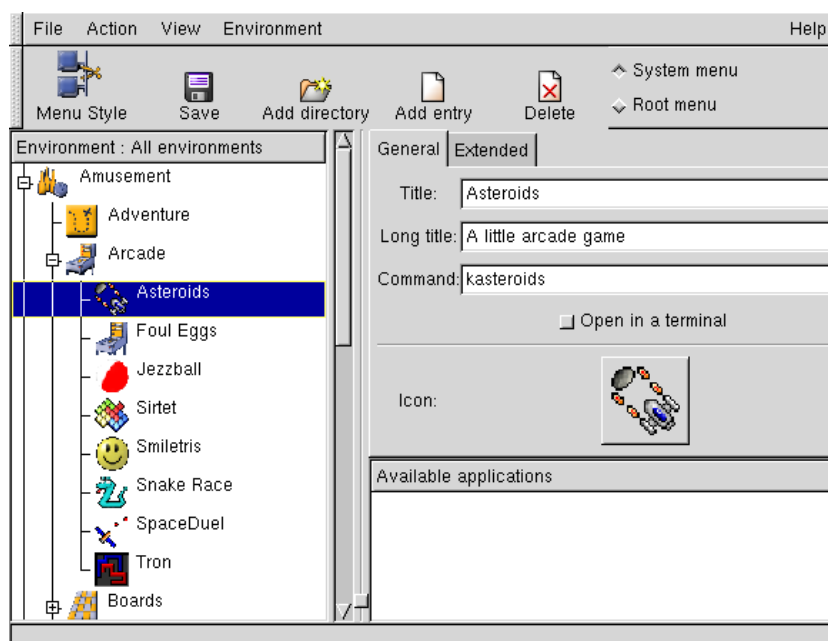 File Action View Environment Help
Menu Style Save Add directory Add entry Delete
System menu
Root menu
Environment : All environments
Amusement
Adventure
Arcade
Asteroids
Foul Eggs
Jezzball
Sirtet
Smiletris
Snake Race
SpaceDuel
Tron
Boards
General Extended
Title: Asteroids
Long title: A little arcade game
Command: kasteroids
Open in a terminal
Icon:
Available applications